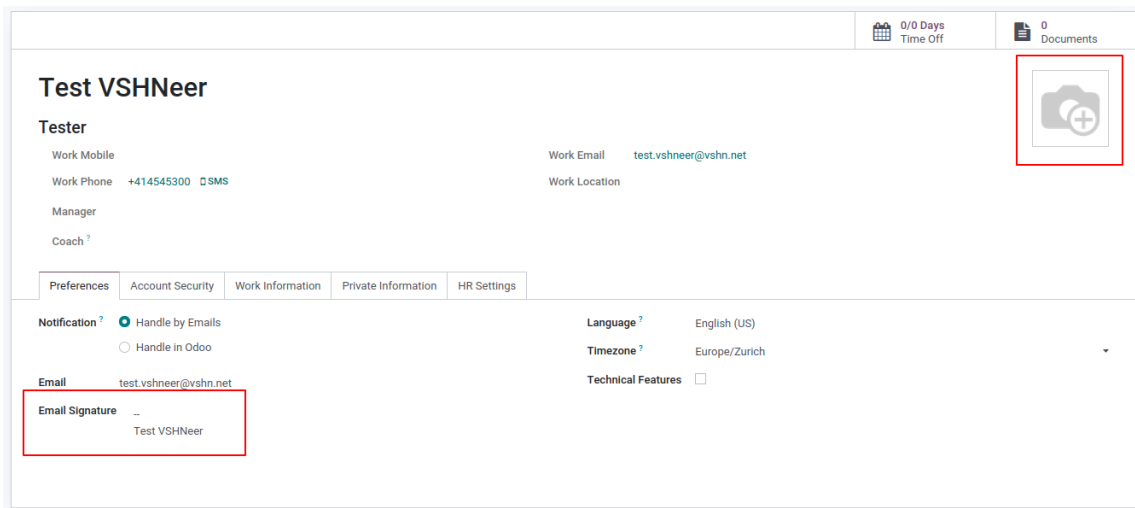 0/0 Days
Time Off
0
Documents
Test VSHNeer
Tester
Work Mobile
Work Phone +414545300 SMS
Manager
Coach ?
Work Email test.vshneer@vshn.net
Work Location
Preferences Account Security Work Information Private Information HR Settings
Notification ? Handle by Emails
Handle in Odoo
Email test.vshneer@vshn.net
Email Signature --
Test VSHNeer
Language ? English (US)
Timezone ? Europe/Zurich
Technical Features